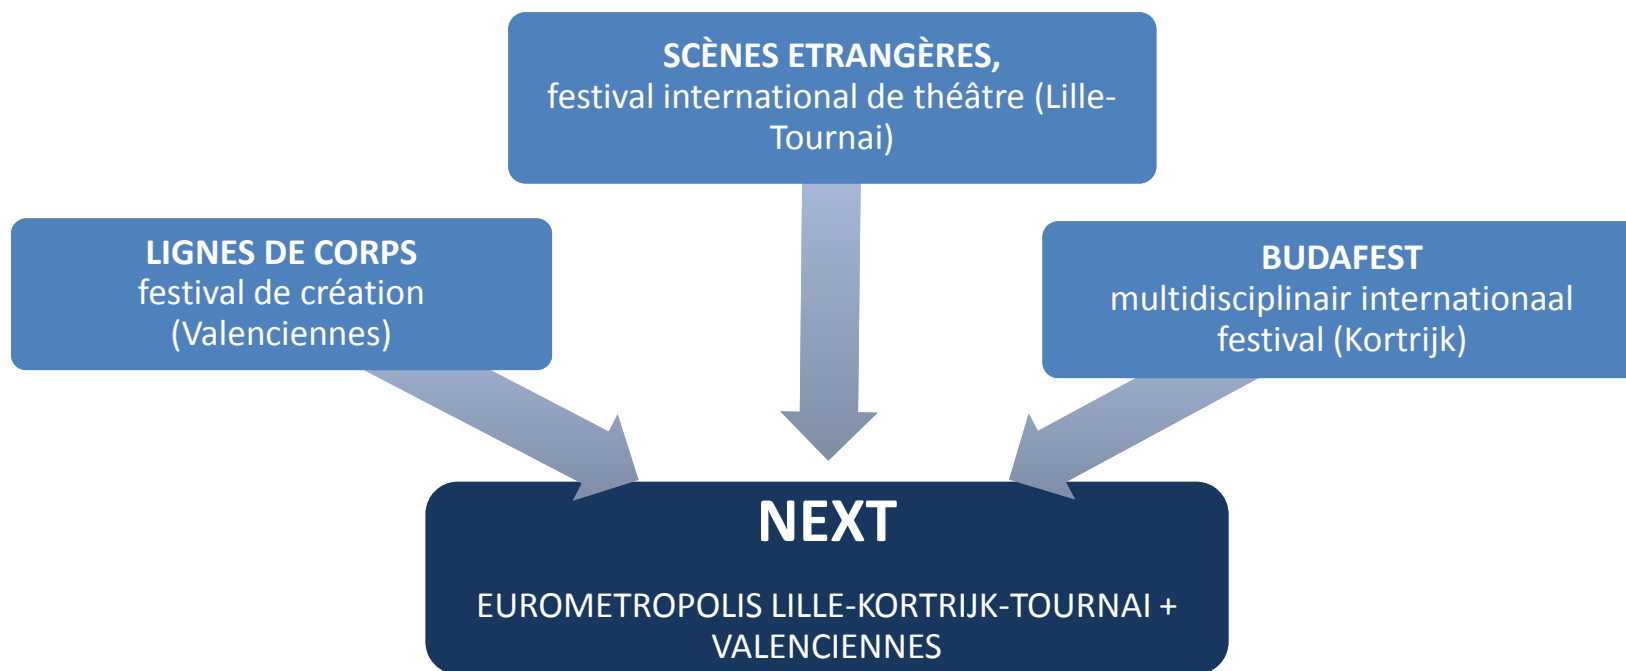 SCÈNES ETRANGÈRES,
festival international de théâtre (Lille-
Tournai)
LIGNES DE CORPS
festival de création
(Valenciennes)
BUDAFEST
multidisciplinair internationaal
festival (Kortrijk)
NEXT
EUROMETROPOLIS LILLE-KORTRIJK-TOURNAI +
VALENCIENNES